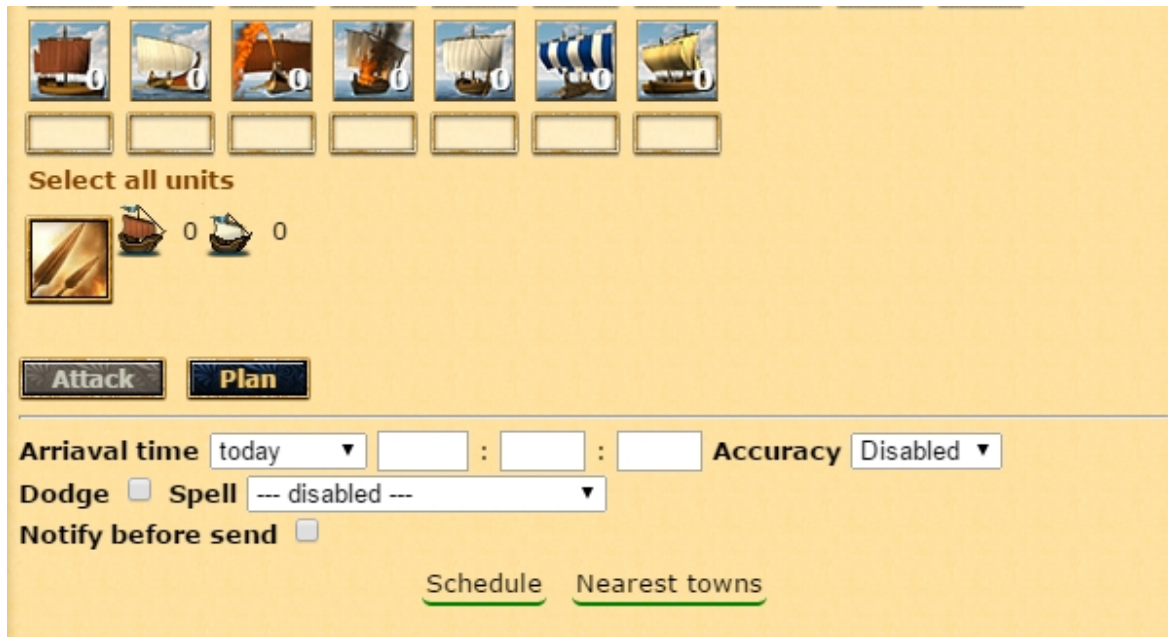 0 0 0 0 0 0 0
Select all units
0 0
Attack Plan
Arriaval time today : : Accuracy Disabled
Dodge Spell --- disabled ---
Notify before send
Schedule Nearest towns